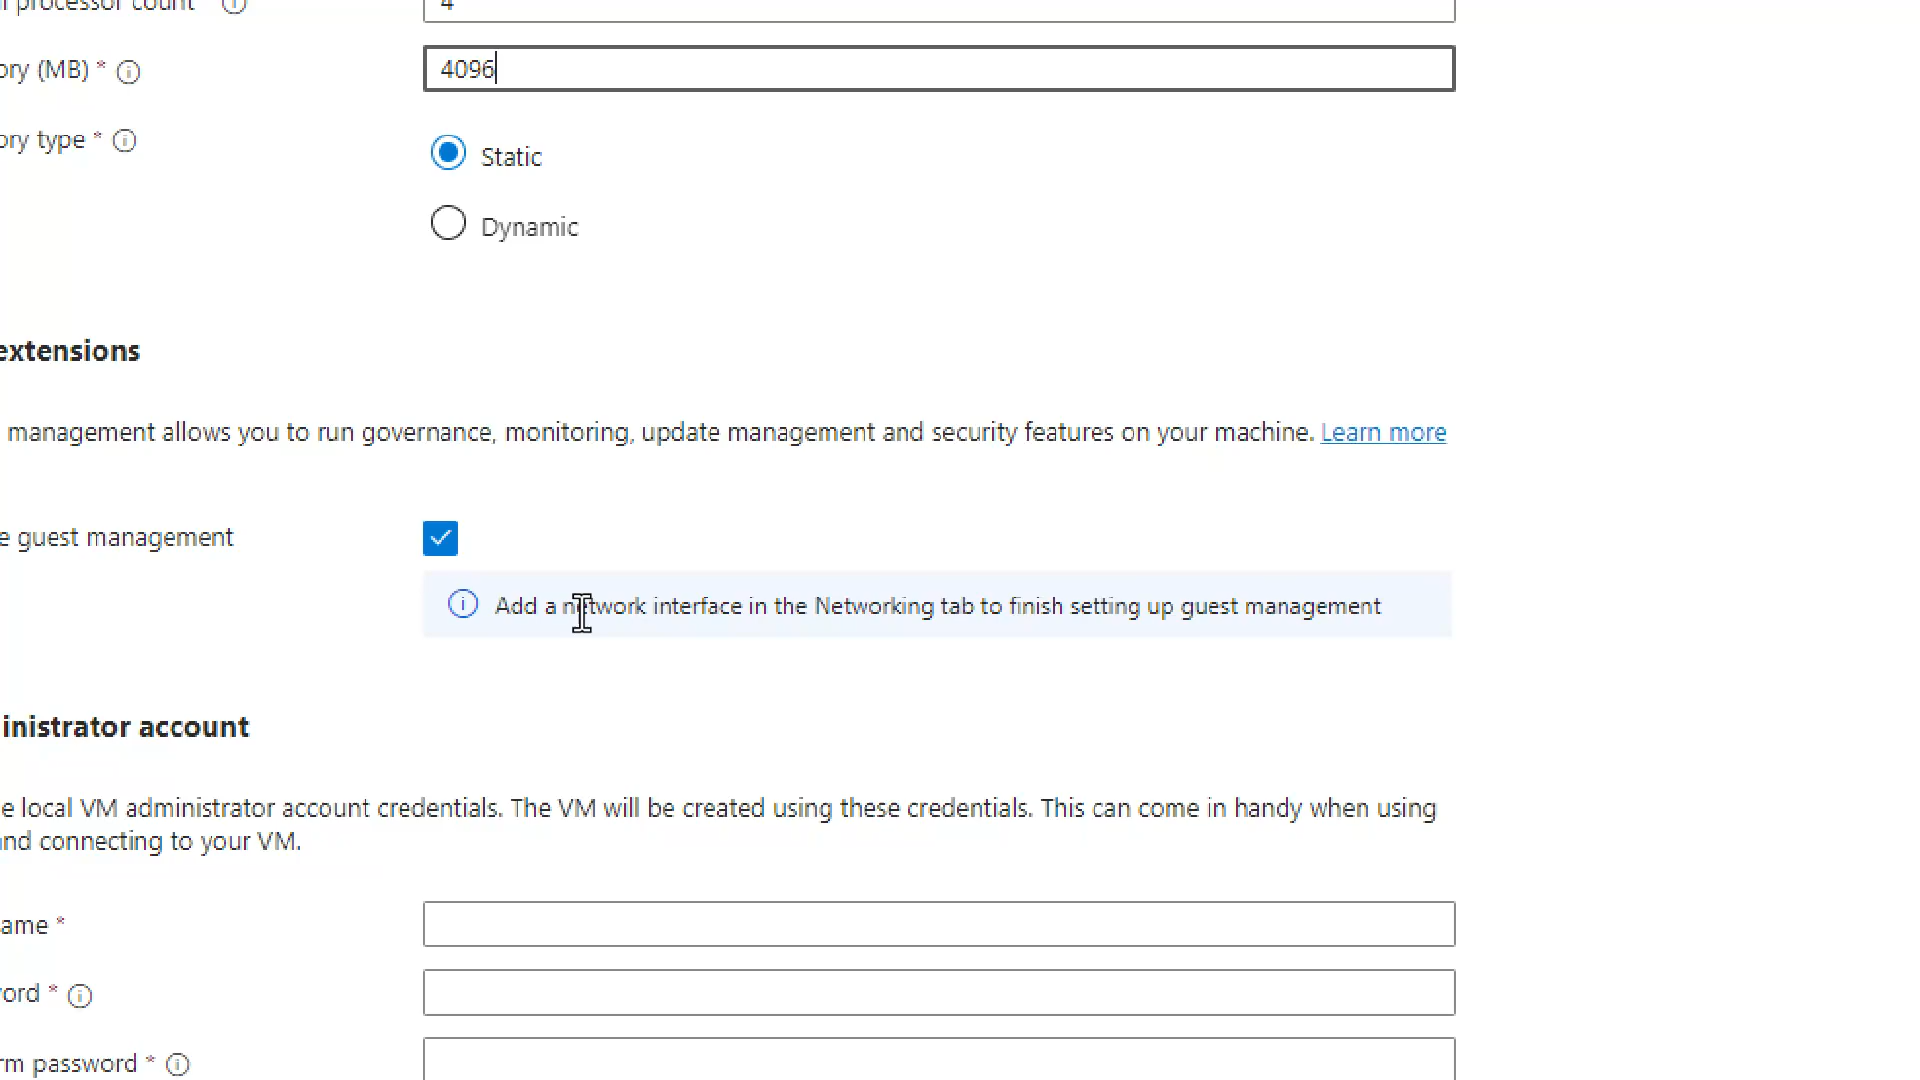 processor count
4
ory (MB) *
4096
ory type *
Static
Dynamic
extensions
management allows you to run governance, monitoring, update management and security features on your machine. Learn more
e guest management
Add a network interface in the Networking tab to finish setting up guest management
inistrator account
e local VM administrator account credentials. The VM will be created using these credentials. This can come in handy when using
and connecting to your VM.
ame *
ord *
rm password *